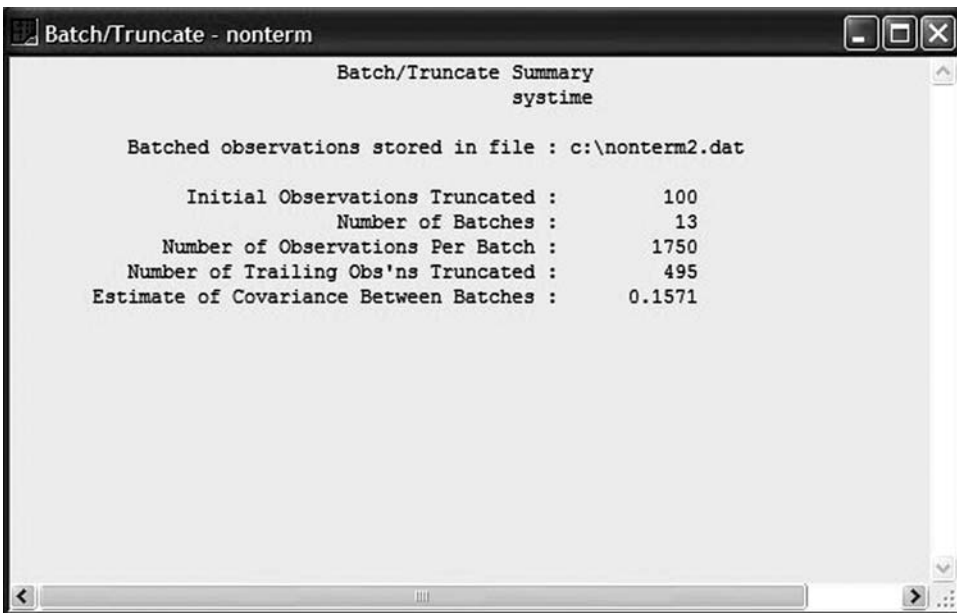 Batch/Truncate - nonterm
Batch/Truncate Summary
systime
Batched observations stored in file : c:\nonterm2.dat
Initial Observations Truncated : 100
Number of Batches : 13
Number of Observations Per Batch : 1750
Number of Trailing Obs'ns Truncated : 495
Estimate of Covariance Between Batches : 0.1571